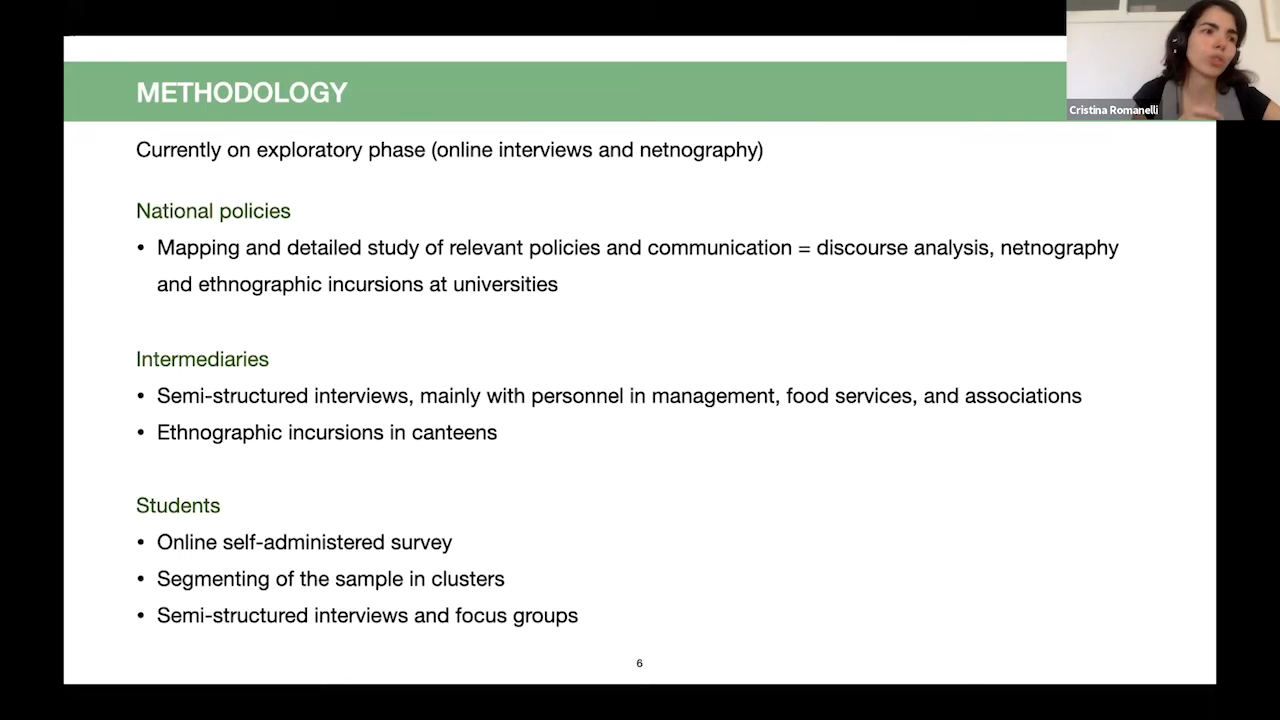 METHODOLOGY
Cristina Romanelli
Currently on exploratory phase (online interviews and netnography)
National policies
• Mapping and detailed study of relevant policies and communication = discourse analysis, netnography
and ethnographic incursions at universities
Intermediaries
• Semi-structured interviews, mainly with personnel in management, food services, and associations
• Ethnographic incursions in canteens
Students
• Online self-administered survey
• Segmenting of the sample in clusters
• Semi-structured interviews and focus groups
6